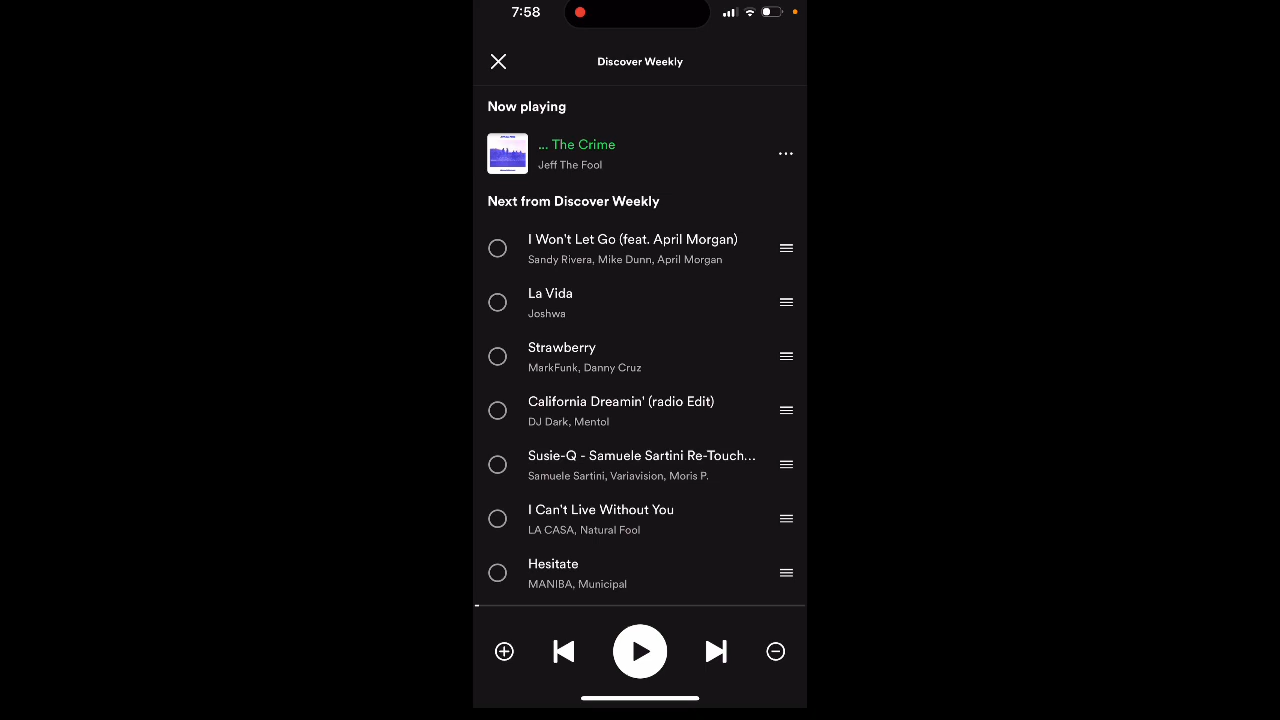 7:58
Discover Weekly
Now playing
... The Crime
Jeff The Fool
Next from Discover Weekly
I Won't Let Go (feat. April Morgan)
Sandy Rivera, Mike Dunn, April Morgan
La Vida
Joshwa
Strawberry
MarkFunk, Danny Cruz
California Dreamin' (radio Edit)
DJ Dark, Mentol
Susie-Q - Samuele Sartini Re-Touch...
Samuele Sartini, Variavision, Moris P.
I Can't Live Without You
LA CASA, Natural Fool
Hesitate
MANIBA, Municipal